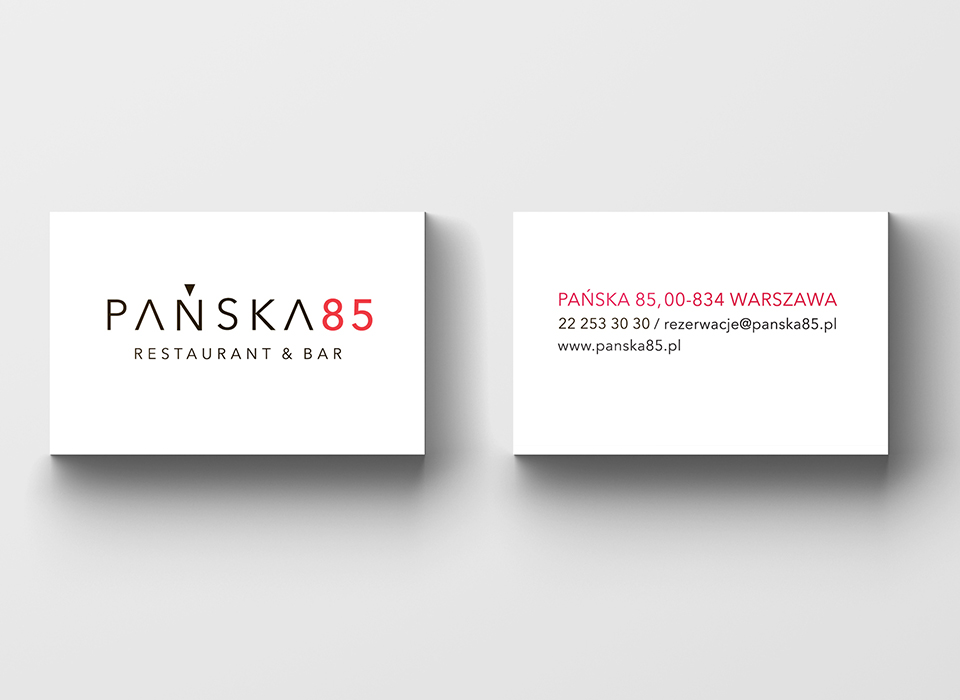 PAŃSKA85
RESTAURANT & BAR
PAŃSKA 85, 00-834 WARSZAWA
22 253 30 30 / rezerwacje@panska85.pl
www.panska85.pl